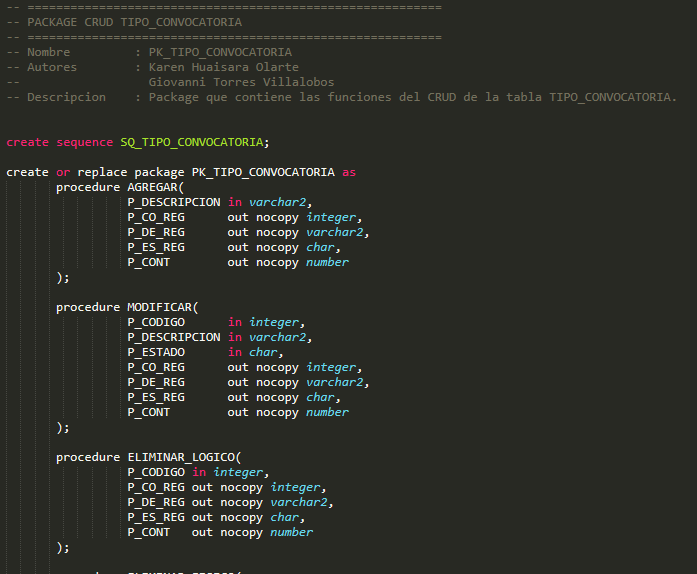 -- ==========================================================
-- PACKAGE CRUD TIPO_CONVOCATORIA
-- ==========================================================
-- Nombre         : PK_TIPO_CONVOCATORIA
-- Autores        : Karen Huaisara Olarte
--                  Giovanni Torres Villalobos
-- Descripcion    : Package que contiene las funciones del CRUD de la tabla TIPO_CONVOCATORIA.
create sequence SQ_TIPO_CONVOCATORIA;
create or replace package PK_TIPO_CONVOCATORIA as
procedure AGREGAR(
P_DESCRIPCION in varchar2,
P_CO_REG      out nocopy integer,
P_DE_REG      out nocopy varchar2,
P_ES_REG      out nocopy char,
P_CONT        out nocopy number
);
procedure MODIFICAR(
P_CODIGO      in integer,
P_DESCRIPCION in varchar2,
P_ESTADO      in char,
P_CO_REG      out nocopy integer,
P_DE_REG      out nocopy varchar2,
P_ES_REG      out nocopy char,
P_CONT        out nocopy number
);
procedure ELIMINAR_LOGICO(
P_CODIGO in integer,
P_CO_REG out nocopy integer,
P_DE_REG out nocopy varchar2,
P_ES_REG out nocopy char,
P_CONT   out nocopy number
);